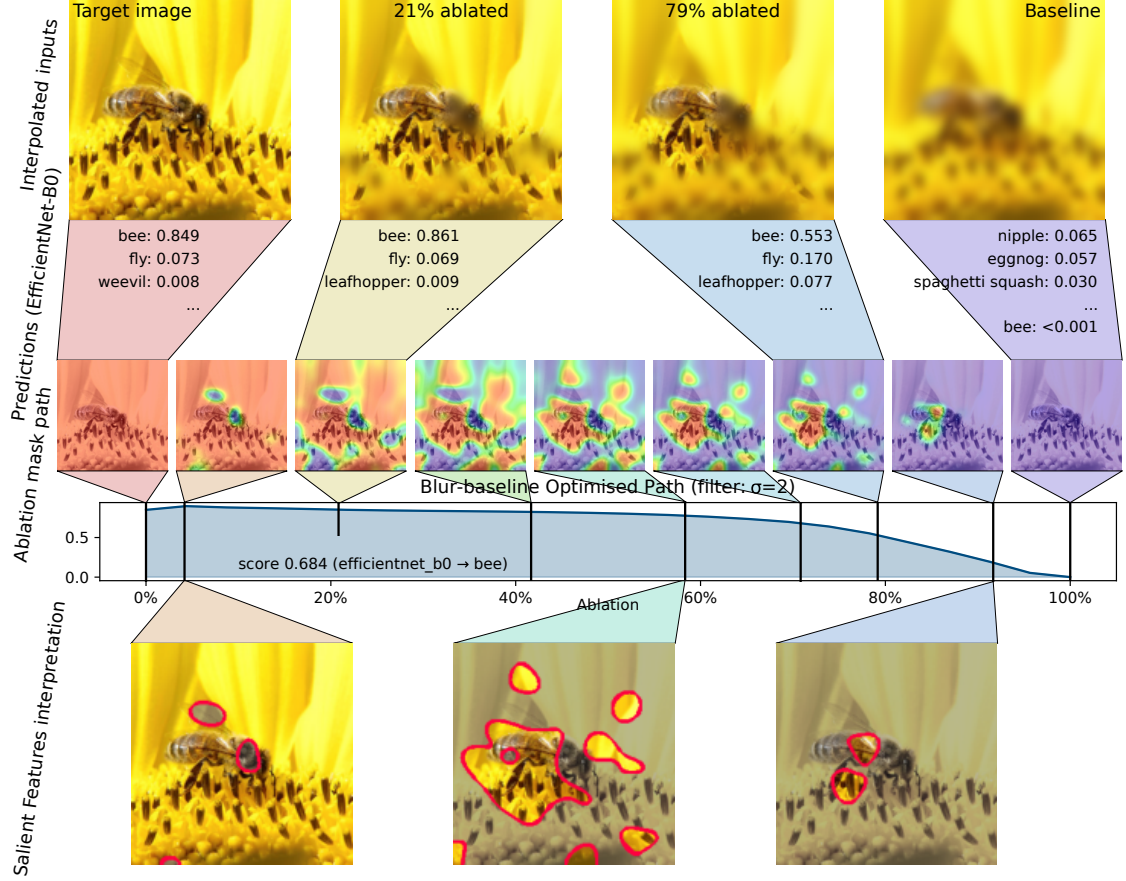 Target image
21% ablated
79% ablated
Baseline
Interpolated inputs
bee: 0.849
fly: 0.073
weevil: 0.008
...
bee: 0.861
fly: 0.069
leafhopper: 0.009
...
bee: 0.553
fly: 0.170
leafhopper: 0.077
...
nipple: 0.065
eggnog: 0.057
spaghetti squash: 0.030
...
bee: <0.001
Predictions (EfficientNet-B0)
Ablation mask path
Blur-baseline Optimised Path (filter: σ=2)
0.5
0.0
score 0.684 (efficientnet_b0 → bee)
0%
20%
40%
60%
80%
100%
Ablation
Salient Features interpretation